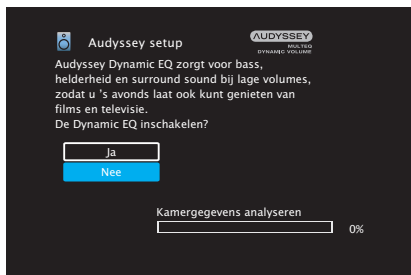 Audyssey setup
AUDYSSEY
MULTEQ
DYNAMIC VOLUME
Audyssey Dynamic EQ zorgt voor bass,
helderheid en surround sound bij lage volumes,
zodat u 's avonds laat ook kunt genieten van
films en televisie.
De Dynamic EQ inschakelen?
Ja
Nee
Kamergegevens analyseren
0%